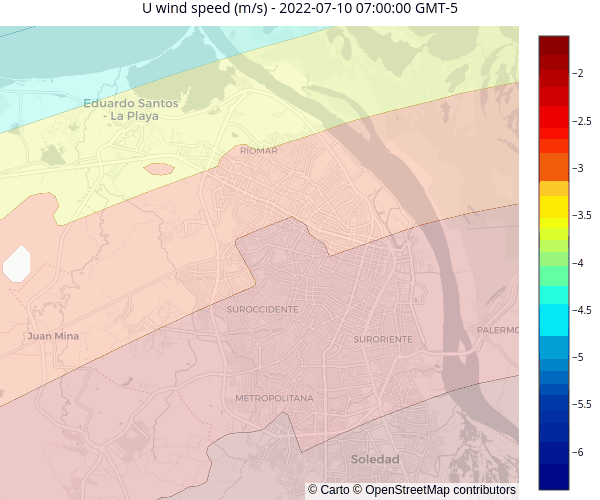 U wind speed (m/s) - 2022-07-10 07:00:00 GMT-5
Eduardo Santos
- La Playa
RIOMAR
Juan Mina
SUROCCIDENTE
SURORIENTE
PALERMO
METROPOLITANA
Soledad
© Carto © OpenStreetMap contributors
−2
−2.5
−3
−3.5
−4
−4.5
−5
−5.5
−6